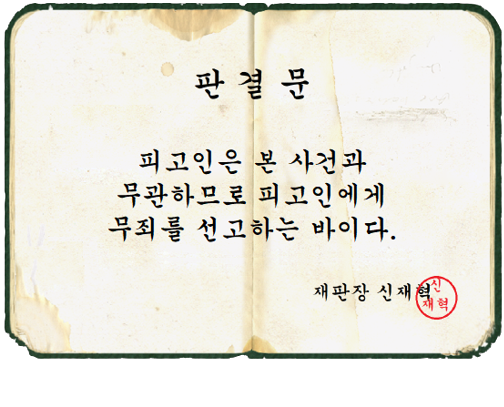 판 결 문
피고인은 본 사건과
무관하므로 피고인에게
무죄를 선고하는 바이다.
재판장 신재혁
신
재혁